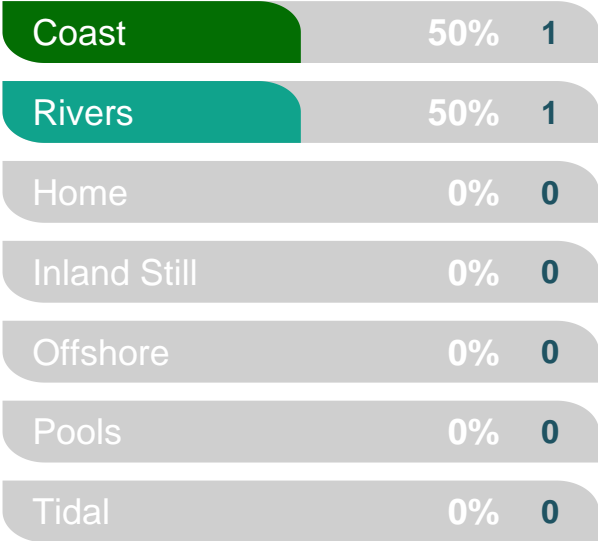 Coast 50% 1
Rivers 50% 1
Home 0% 0
Inland Still 0% 0
Offshore 0% 0
Pools 0% 0
Tidal 0% 0